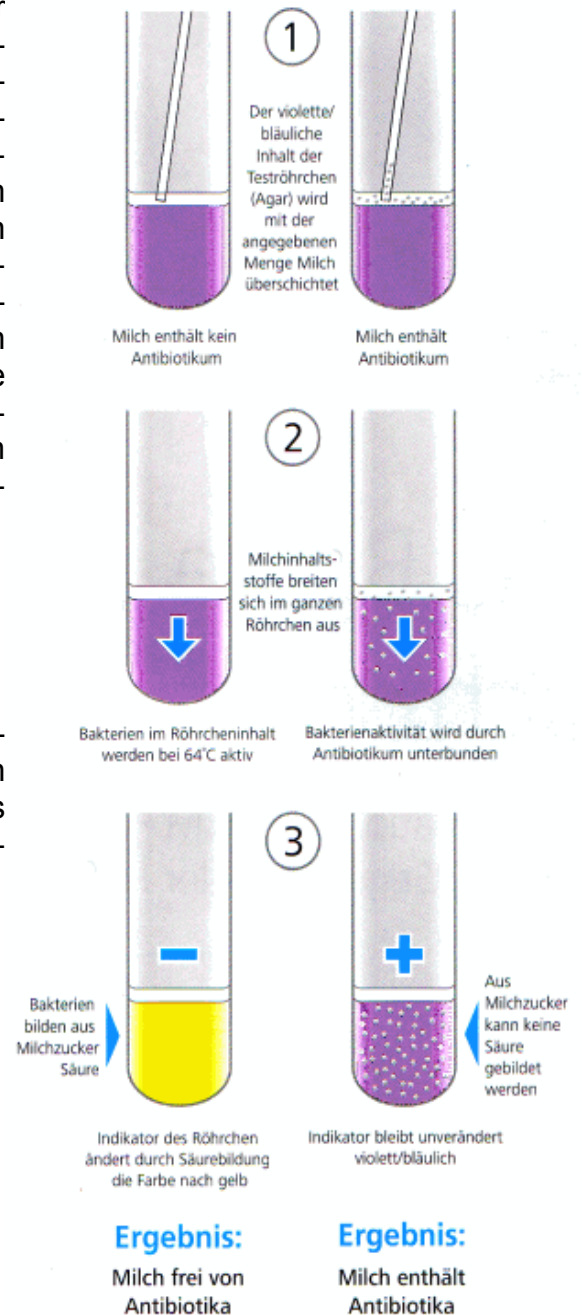 1
Der violette/
bläuliche
Inhalt der
Teströhrchen
(Agar) wird
mit der
angegebenen
Menge Milch
überschichtet
Milch enthält kein
Antibiotikum
Milch enthält
Antibiotikum
2
Milchinhalts-
stoffe breiten
sich im ganzen
Röhrchen aus
Bakterien im Röhrcheninhalt
werden bei 64°C aktiv
Bakterienaktivität wird durch
Antibiotikum unterbunden
3
−
+
Bakterien
bilden aus
Milchzucker
Säure
Aus
Milchzucker
kann keine
Säure
gebildet
werden
Indikator des Röhrchen
ändert durch Säurebildung
die Farbe nach gelb
Indikator bleibt unverändert
violett/bläulich
Ergebnis:
Milch frei von
Antibiotika
Ergebnis:
Milch enthält
Antibiotika